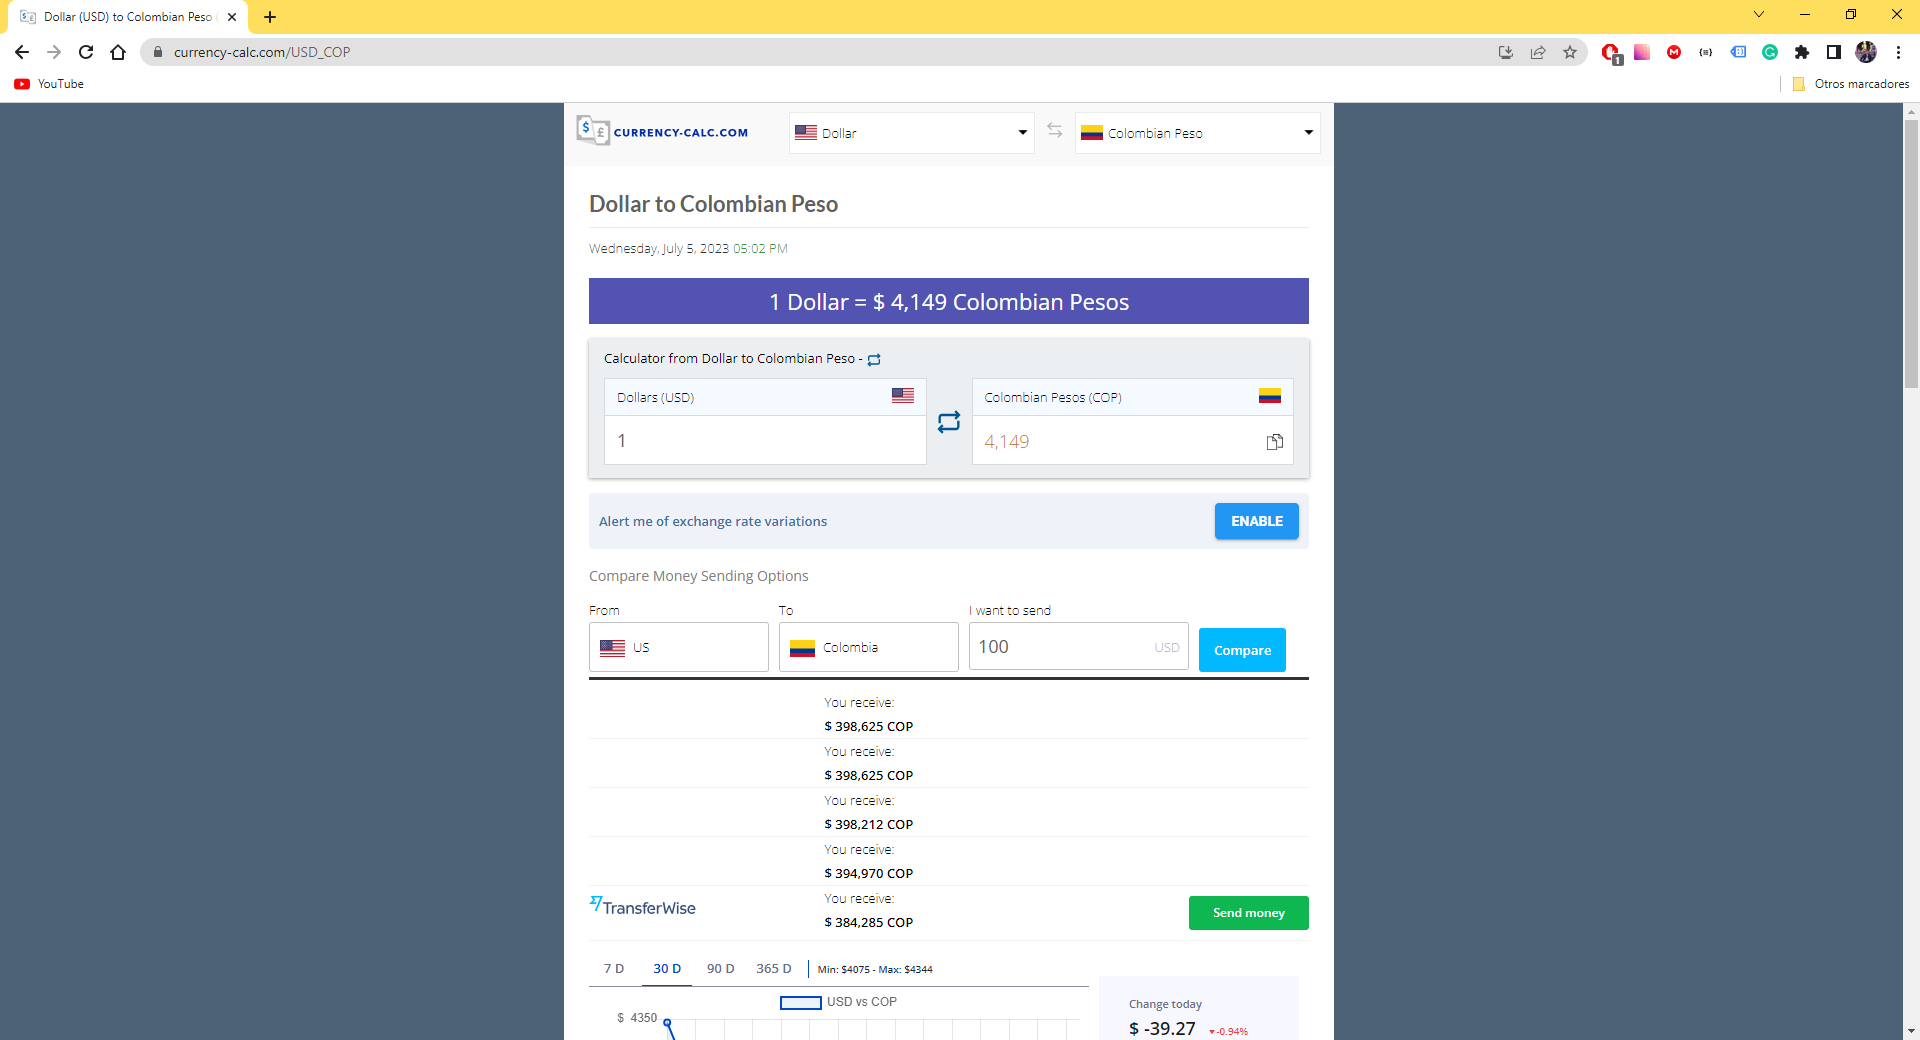 Dollar (USD) to Colombian Peso
currency-calc.com/USD_COP
1
YouTube
Otros marcadores
CURRENCY-CALC.COM
Dollar
Colombian Peso
Dollar to Colombian Peso
Wednesday, July 5, 2023 05:02 PM
1 Dollar = $ 4,149 Colombian Pesos
Calculator from Dollar to Colombian Peso -
Dollars (USD)
Colombian Pesos (COP)
1
4,149
Alert me of exchange rate variations
ENABLE
Compare Money Sending Options
From
To
I want to send
US
Colombia
100
USD
Compare
You receive:
$ 398,625 COP
You receive:
$ 398,625 COP
You receive:
$ 398,212 COP
You receive:
$ 394,970 COP
TransferWise
You receive:
$ 384,285 COP
Send money
7 D
30 D
90 D
365 D
Min: $4075 - Max: $4344
USD vs COP
$ 4350
Change today
$ -39.27
-0.94%